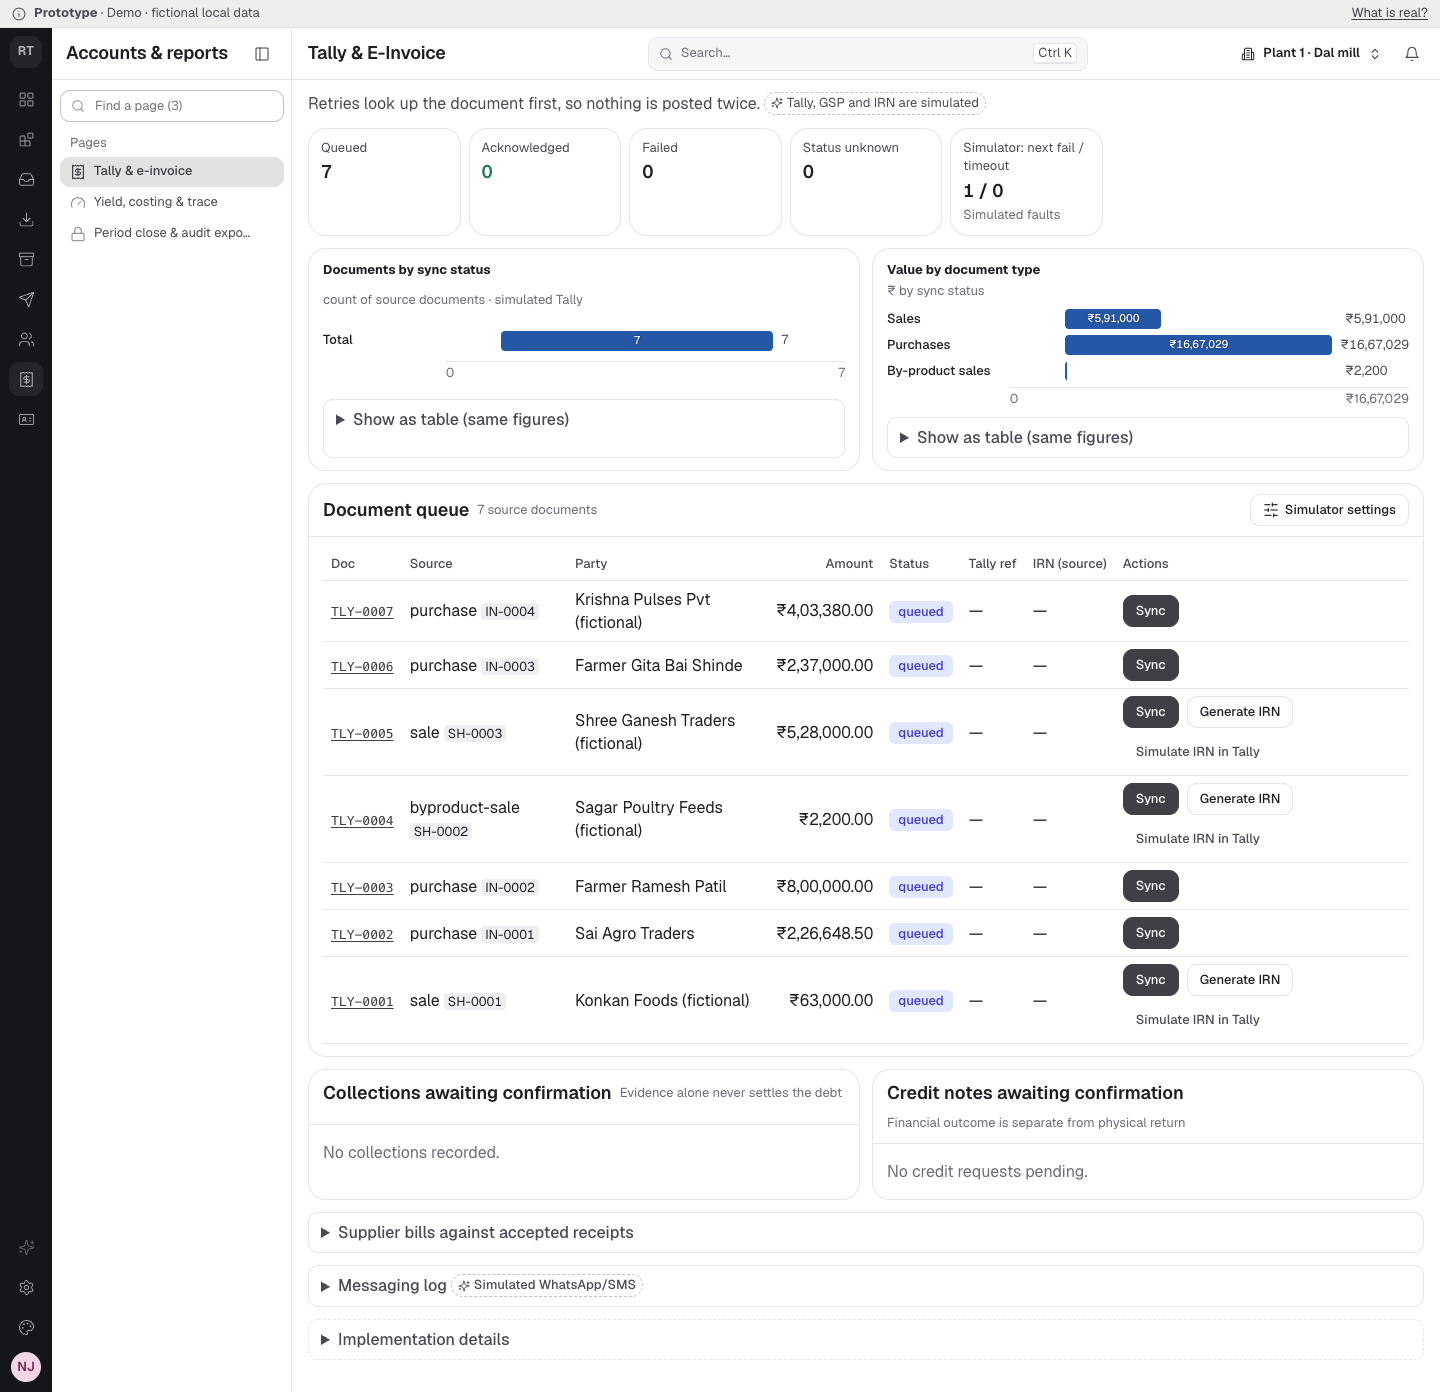 Prototype · Demo · fictional local data
What is real?
RT
Accounts & reports
Tally & E-Invoice
Search...
Ctrl K
Plant 1 · Dal mill
Find a page (3)
Pages
Tally & e-invoice
Yield, costing & trace
Period close & audit expo...
Retries look up the document first, so nothing is posted twice.
Tally, GSP and IRN are simulated
Queued
7
Acknowledged
0
Failed
0
Status unknown
0
Simulator: next fail /
timeout
1 / 0
Simulated faults
Documents by sync status
count of source documents · simulated Tally
Total
7
7
0
7
Show as table (same figures)
Value by document type
₹ by sync status
Sales
₹5,91,000
₹5,91,000
Purchases
₹16,67,029
₹16,67,029
By-product sales
₹2,200
0
₹16,67,029
Show as table (same figures)
Document queue
7 source documents
Simulator settings
Doc Source Party Amount Status Tally ref IRN (source) Actions
TLY-0007 purchase IN-0004 Krishna Pulses Pvt
(fictional) ₹4,03,380.00 queued — — Sync
TLY-0006 purchase IN-0003 Farmer Gita Bai Shinde ₹2,37,000.00 queued — — Sync
TLY-0005 sale SH-0003 Shree Ganesh Traders
(fictional) ₹5,28,000.00 queued — — Sync Generate IRN
Simulate IRN in Tally
TLY-0004 byproduct-sale
SH-0002 Sagar Poultry Feeds
(fictional) ₹2,200.00 queued — — Sync Generate IRN
Simulate IRN in Tally
TLY-0003 purchase IN-0002 Farmer Ramesh Patil ₹8,00,000.00 queued — — Sync
TLY-0002 purchase IN-0001 Sai Agro Traders ₹2,26,648.50 queued — — Sync
TLY-0001 sale SH-0001 Konkan Foods (fictional) ₹63,000.00 queued — — Sync Generate IRN
Simulate IRN in Tally
Collections awaiting confirmation
Evidence alone never settles the debt
No collections recorded.
Credit notes awaiting confirmation
Financial outcome is separate from physical return
No credit requests pending.
Supplier bills against accepted receipts
Messaging log
Simulated WhatsApp/SMS
Implementation details
NJ